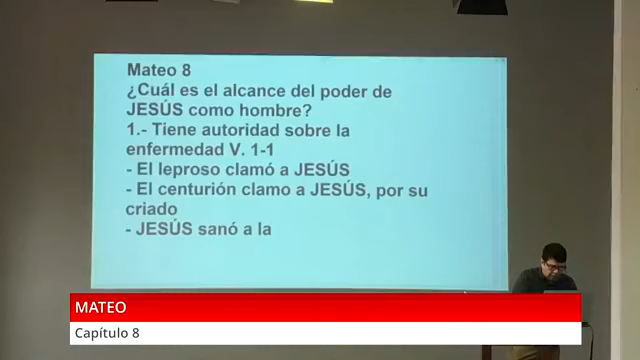 Mateo 8
¿Cuál es el alcance del poder de
JESÚS como hombre?
1.- Tiene autoridad sobre la
enfermedad V. 1-1
- El leproso clamó a JESÚS
- El centurión clamo a JESÚS, por su
criado
- JESÚS sanó a la
MATEO
Capítulo 8